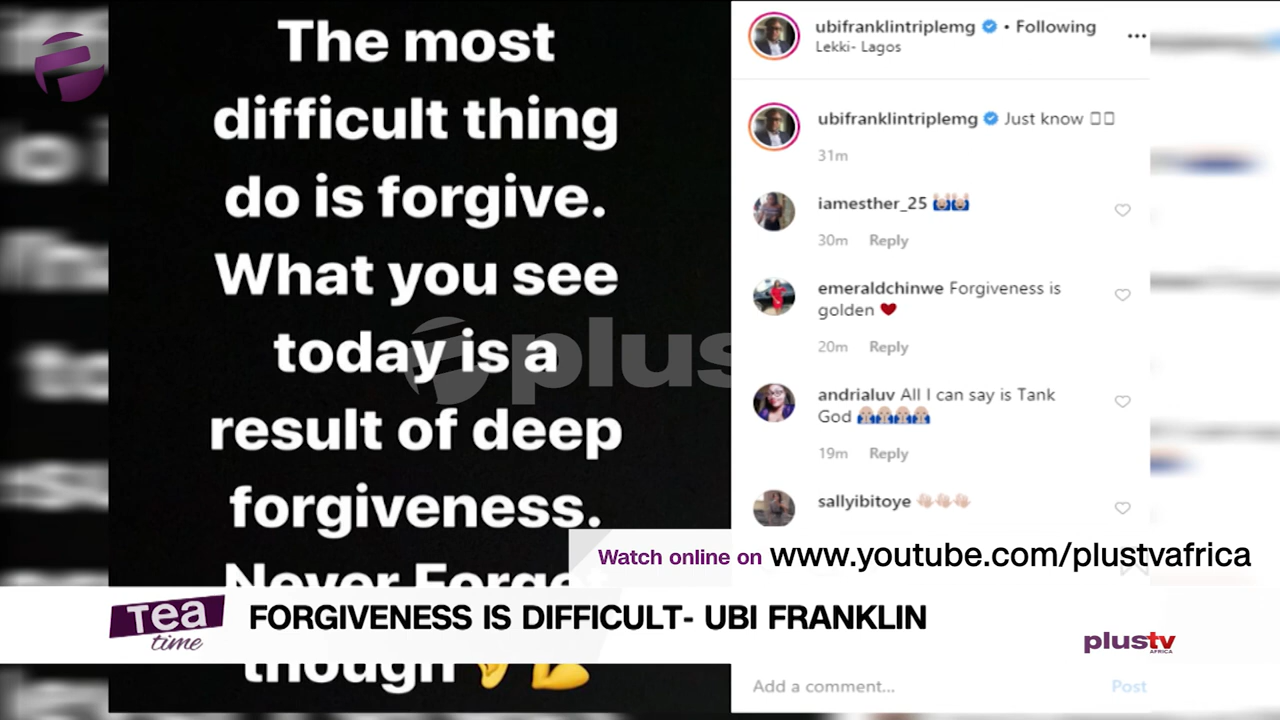 The most
difficult thing
do is forgive.
What you see
today is a
result of deep
forgiveness.
Never Forget
though
plus
ubifranklintriplemg • Following
Lekki- Lagos
ubifranklintriplemg Just know
31m
iamesther_25
30m Reply
emeraldchinwe Forgiveness is
golden
20m Reply
andrialuv All I can say is Tank
God
19m Reply
sallyibitoye
Watch online on www.youtube.com/plustvafrica
Tea
time
FORGIVENESS IS DIFFICULT- UBI FRANKLIN
plustv
AFRICA
Add a comment...
Post